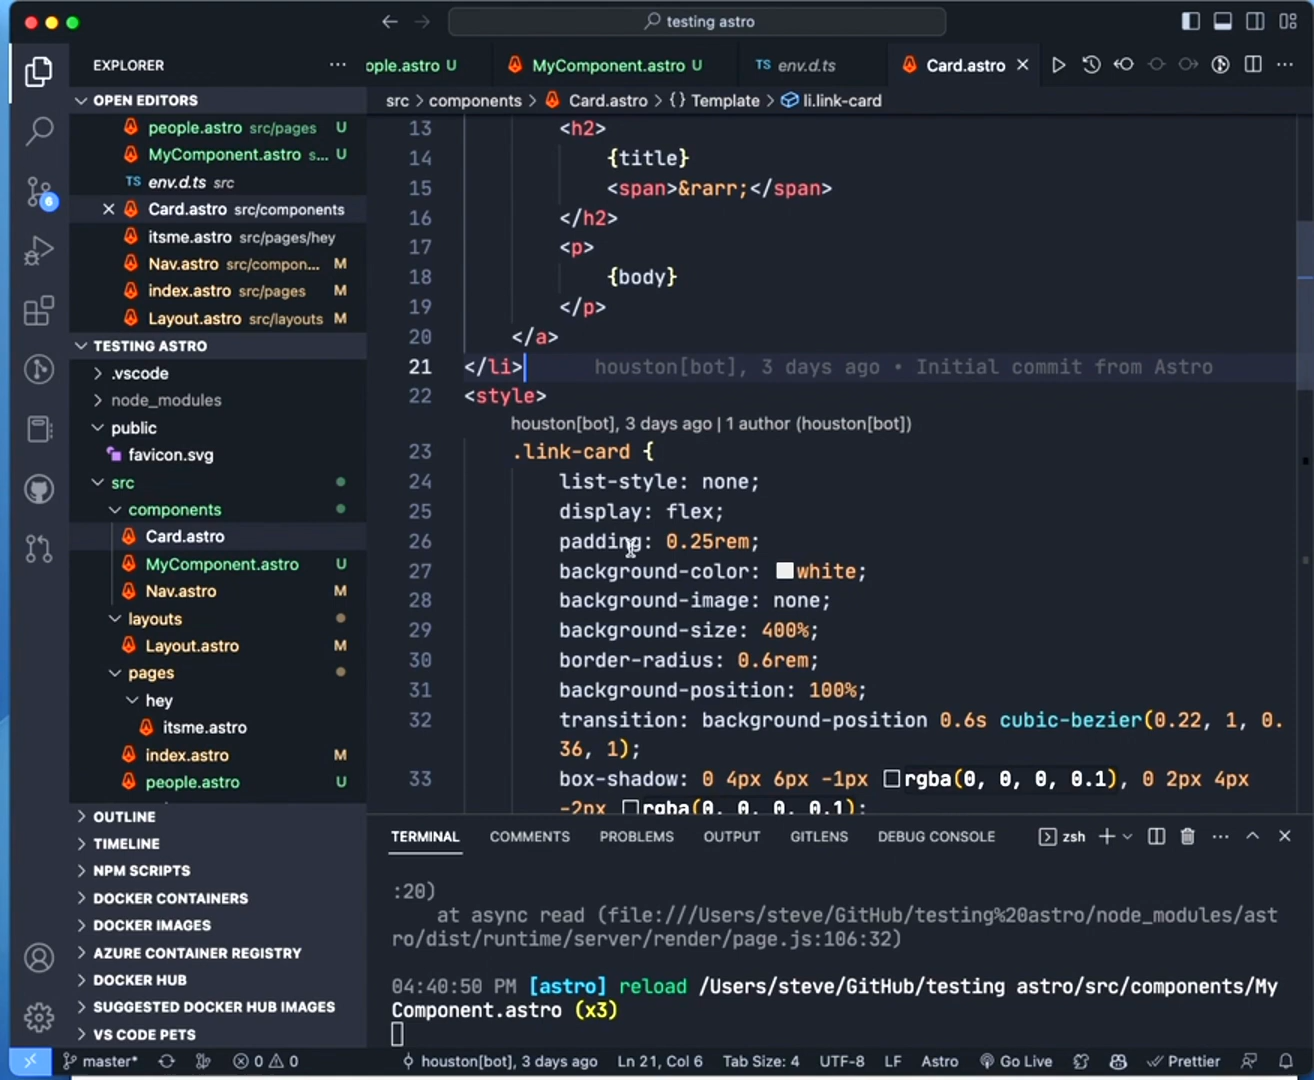 testing astro
EXPLORER
OPEN EDITORS
people.astro src/pages U
MyComponent.astro s... U
TS env.d.ts src
Card.astro src/components
itsme.astro src/pages/hey
Nav.astro src/compon... M
index.astro src/pages M
Layout.astro src/layouts M
TESTING ASTRO
.vscode
node_modules
public
favicon.svg
src
components
Card.astro
MyComponent.astro U
Nav.astro M
layouts
Layout.astro M
pages
hey
itsme.astro
index.astro M
people.astro U
OUTLINE
TIMELINE
NPM SCRIPTS
DOCKER CONTAINERS
DOCKER IMAGES
AZURE CONTAINER REGISTRY
DOCKER HUB
SUGGESTED DOCKER HUB IMAGES
VS CODE PETS
6
ople.astro U MyComponent.astro U TS env.d.ts Card.astro
src > components > Card.astro > {} Template > li.link-card
13 <h2>
14 {title}
15 <span>&rarr;</span>
16 </h2>
17 <p>
18 {body}
19 </p>
20 </a>
21 </li> houston[bot], 3 days ago • Initial commit from Astro
22 <style>
houston[bot], 3 days ago | 1 author (houston[bot])
23 .link-card {
24 list-style: none;
25 display: flex;
26 padding: 0.25rem;
27 background-color: white;
28 background-image: none;
29 background-size: 400%;
30 border-radius: 0.6rem;
31 background-position: 100%;
32 transition: background-position 0.6s cubic-bezier(0.22, 1, 0.
36, 1);
33 box-shadow: 0 4px 6px -1px rgba(0, 0, 0, 0.1), 0 2px 4px
-2px rgba(0, 0, 0, 0.1);
TERMINAL COMMENTS PROBLEMS OUTPUT GITLENS DEBUG CONSOLE zsh
:20)
at async read (file:///Users/steve/GitHub/testing%20astro/node_modules/ast
ro/dist/runtime/server/render/page.js:106:32)
04:40:50 PM [astro] reload /Users/steve/GitHub/testing astro/src/components/My
Component.astro (x3)
master* 0 0 houston[bot], 3 days ago Ln 21, Col 6 Tab Size: 4 UTF-8 LF Astro Go Live Prettier